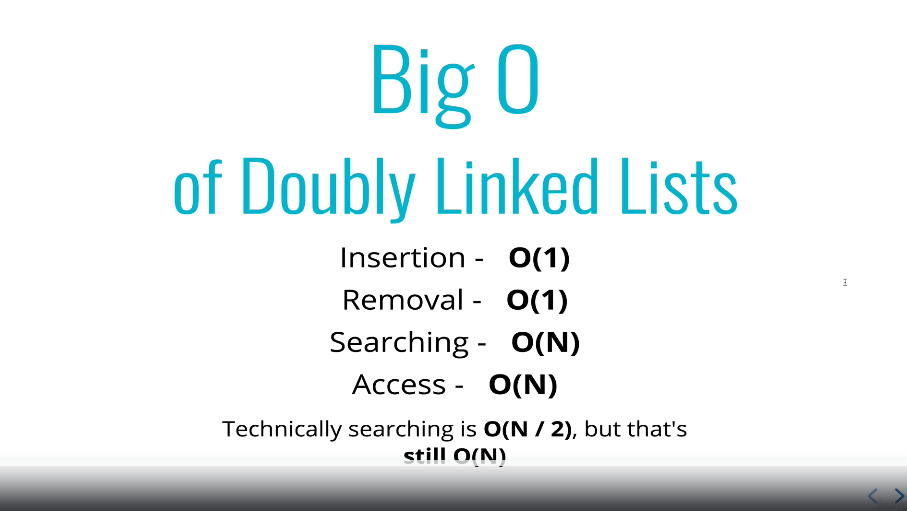 Big O
of Doubly Linked Lists
Insertion - O(1)
Removal - O(1)
Searching - O(N)
Access - O(N)
Technically searching is O(N / 2), but that's
still O(N)